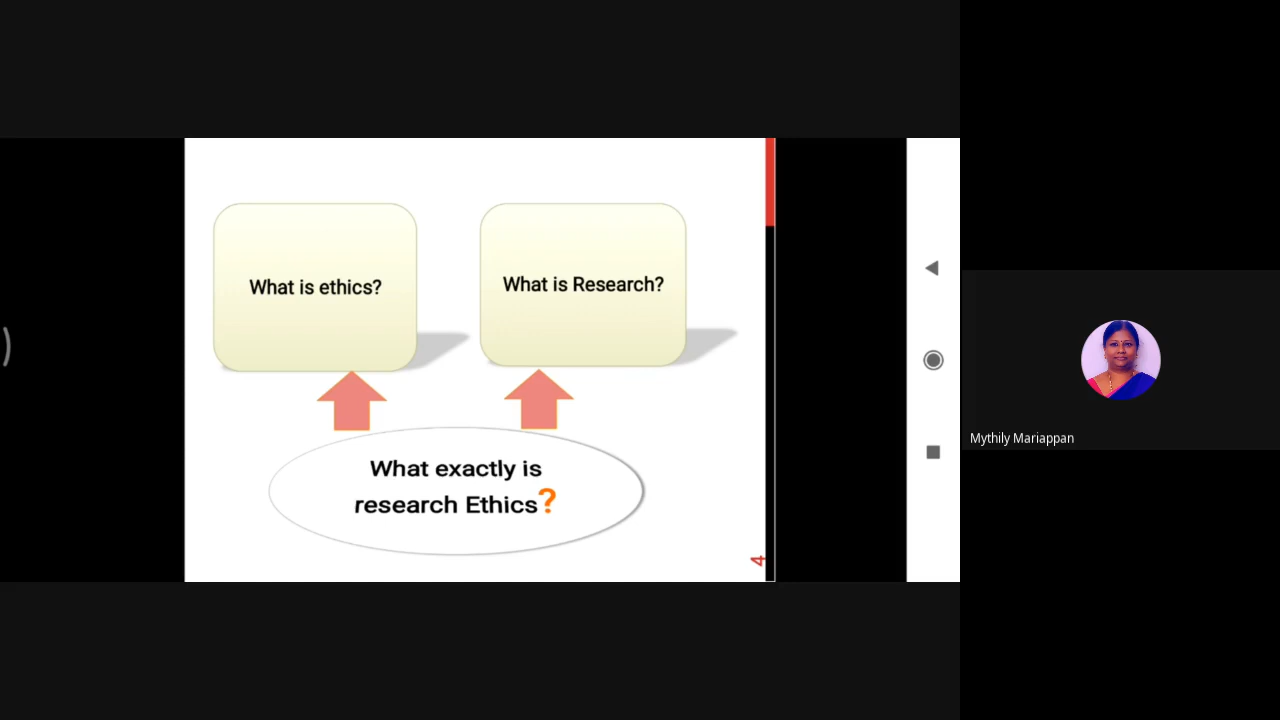 What is ethics?
What is Research?
What exactly is
research Ethics?
4
Mythily Mariappan